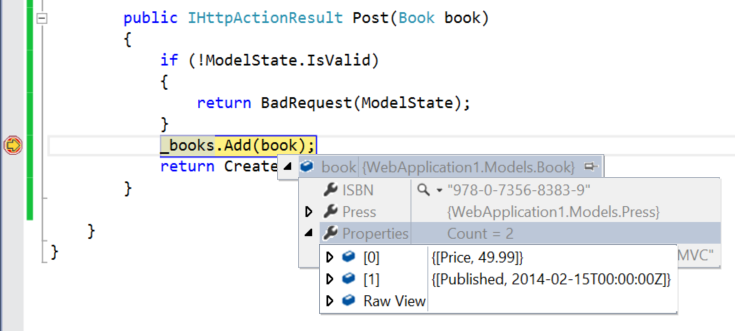 public IHttpActionResult Post(Book book)
{
if (!ModelState.IsValid)
{
return BadRequest(ModelState);
}
_books.Add(book);
return Create
book {WebApplication1.Models.Book}
ISBN "978-0-7356-8383-9"
Press {WebApplication1.Models.Press}
Properties Count = 2
MVC"
[0] {[Price, 49.99]}
[1] {[Published, 2014-02-15T00:00:00Z]}
Raw View
}
}
}